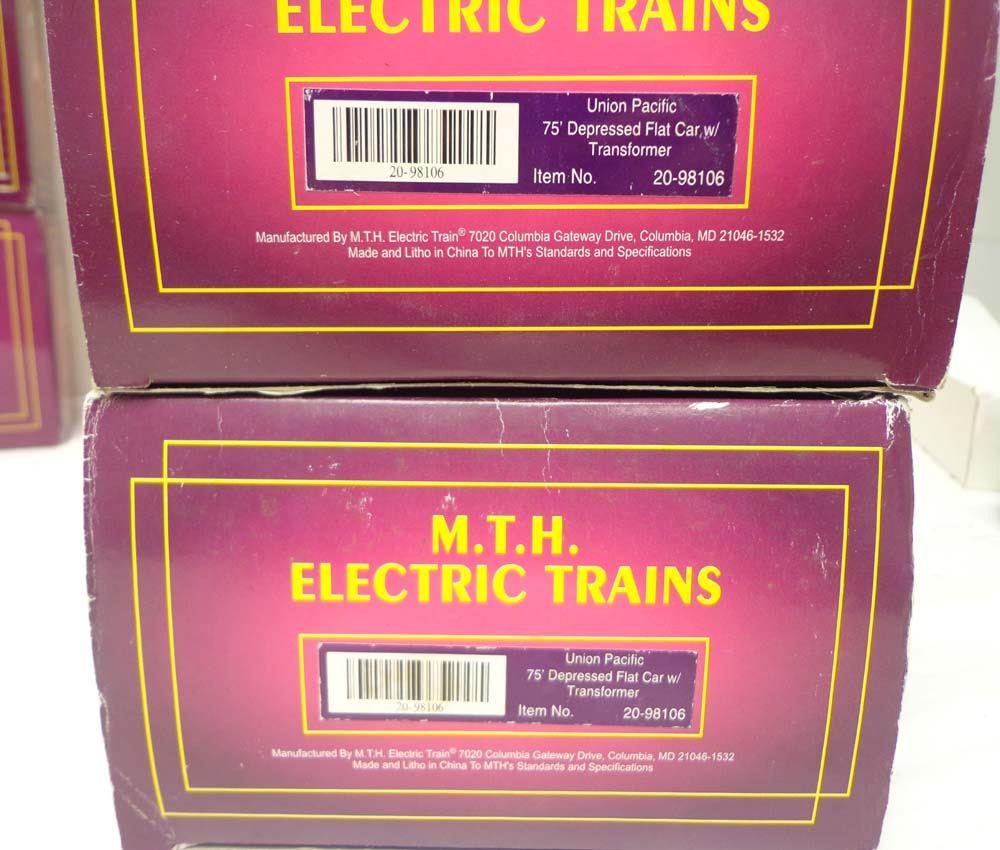 ELECTRIC TRAINS
Union Pacific
75' Depressed Flat Car w/
Transformer
20-98106
Item No. 20-98106
Manufactured By M.T.H. Electric Train® 7020 Columbia Gateway Drive, Columbia, MD 21046-1532
Made and Litho in China To MTH's Standards and Specifications
M.T.H.
ELECTRIC TRAINS
Union Pacific
75' Depressed Flat Car w/
Transformer
20-98106
Item No. 20-98106
Manufactured By M.T.H. Electric Train® 7020 Columbia Gateway Drive, Columbia, MD 21046-1532
Made and Litho in China To MTH's Standards and Specifications